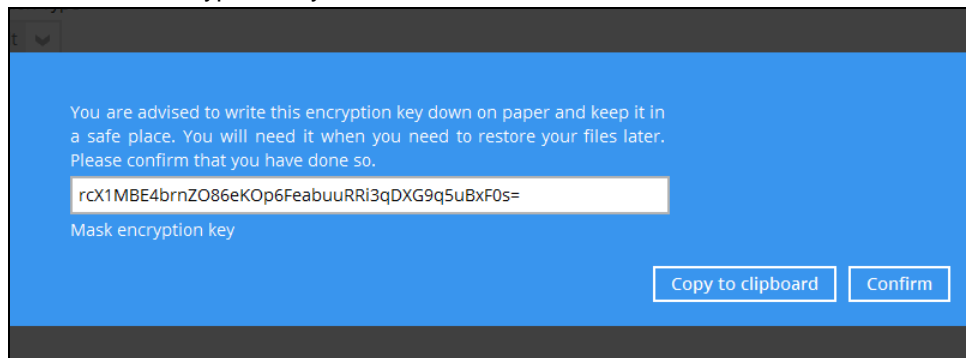 You are advised to write this encryption key down on paper and keep it in
a safe place. You will need it when you need to restore your files later.
Please confirm that you have done so.
rcX1MBE4brnZO86eKOp6FeabuuRRi3qDXG9q5uBxF0s=
Mask encryption key
Copy to clipboard Confirm